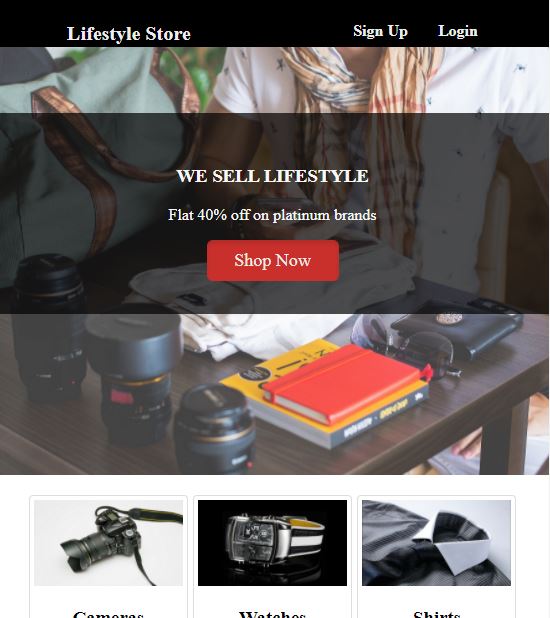 Lifestyle Store
Sign Up Login
WE SELL LIFESTYLE
Flat 40% off on platinum brands
Shop Now
Cameras Watches Shirts